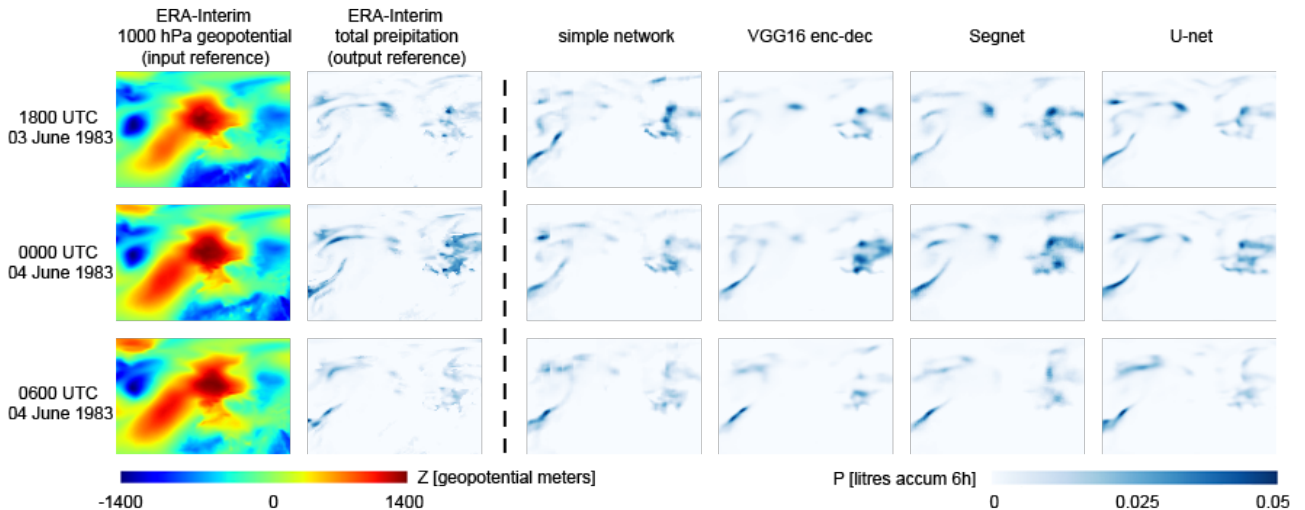 ERA-Interim
1000 hPa geopotential
(input reference)
ERA-Interim
total preipitation
(output reference)
simple network
VGG16 enc-dec
Segnet
U-net
1800 UTC
03 June 1983
0000 UTC
04 June 1983
0600 UTC
04 June 1983
Z [geopotential meters]
-1400 0 1400
P [litres accum 6h]
0 0.025 0.05